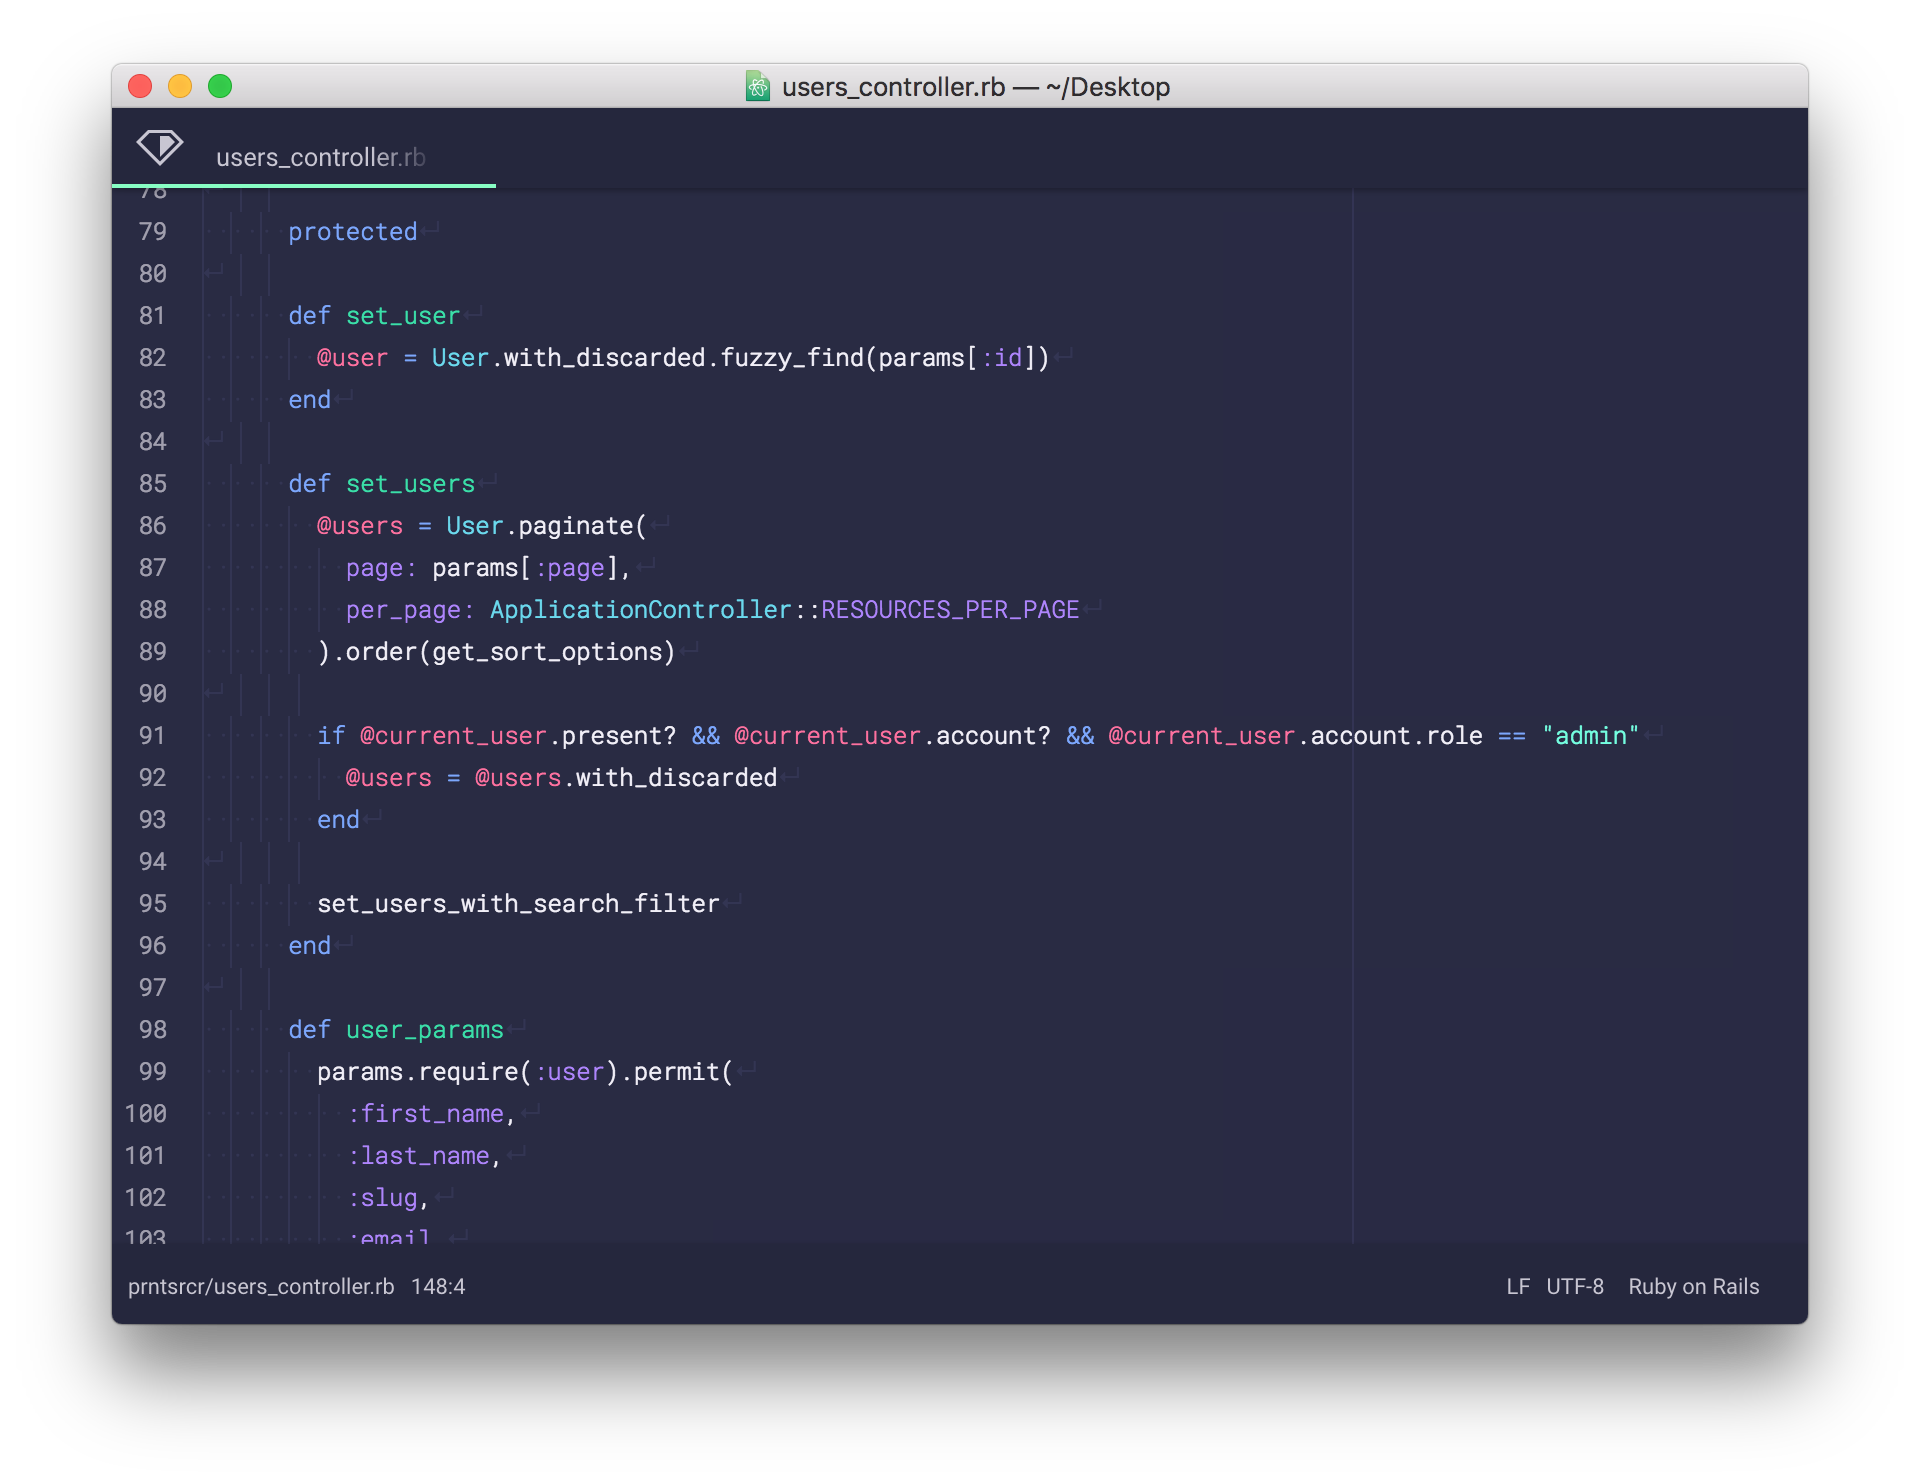 users_controller.rb — ~/Desktop
users_controller.rb
78
79 protected
80
81 def set_user
82 @user = User.with_discarded.fuzzy_find(params[:id])
83 end
84
85 def set_users
86 @users = User.paginate(
87 page: params[:page],
88 per_page: ApplicationController::RESOURCES_PER_PAGE
89 ).order(get_sort_options)
90
91 if @current_user.present? && @current_user.account? && @current_user.account.role == "admin"
92 @users = @users.with_discarded
93 end
94
95 set_users_with_search_filter
96 end
97
98 def user_params
99 params.require(:user).permit(
100 :first_name,
101 :last_name,
102 :slug,
103 :email
prntsrcr/users_controller.rb 148:4 LF UTF-8 Ruby on Rails